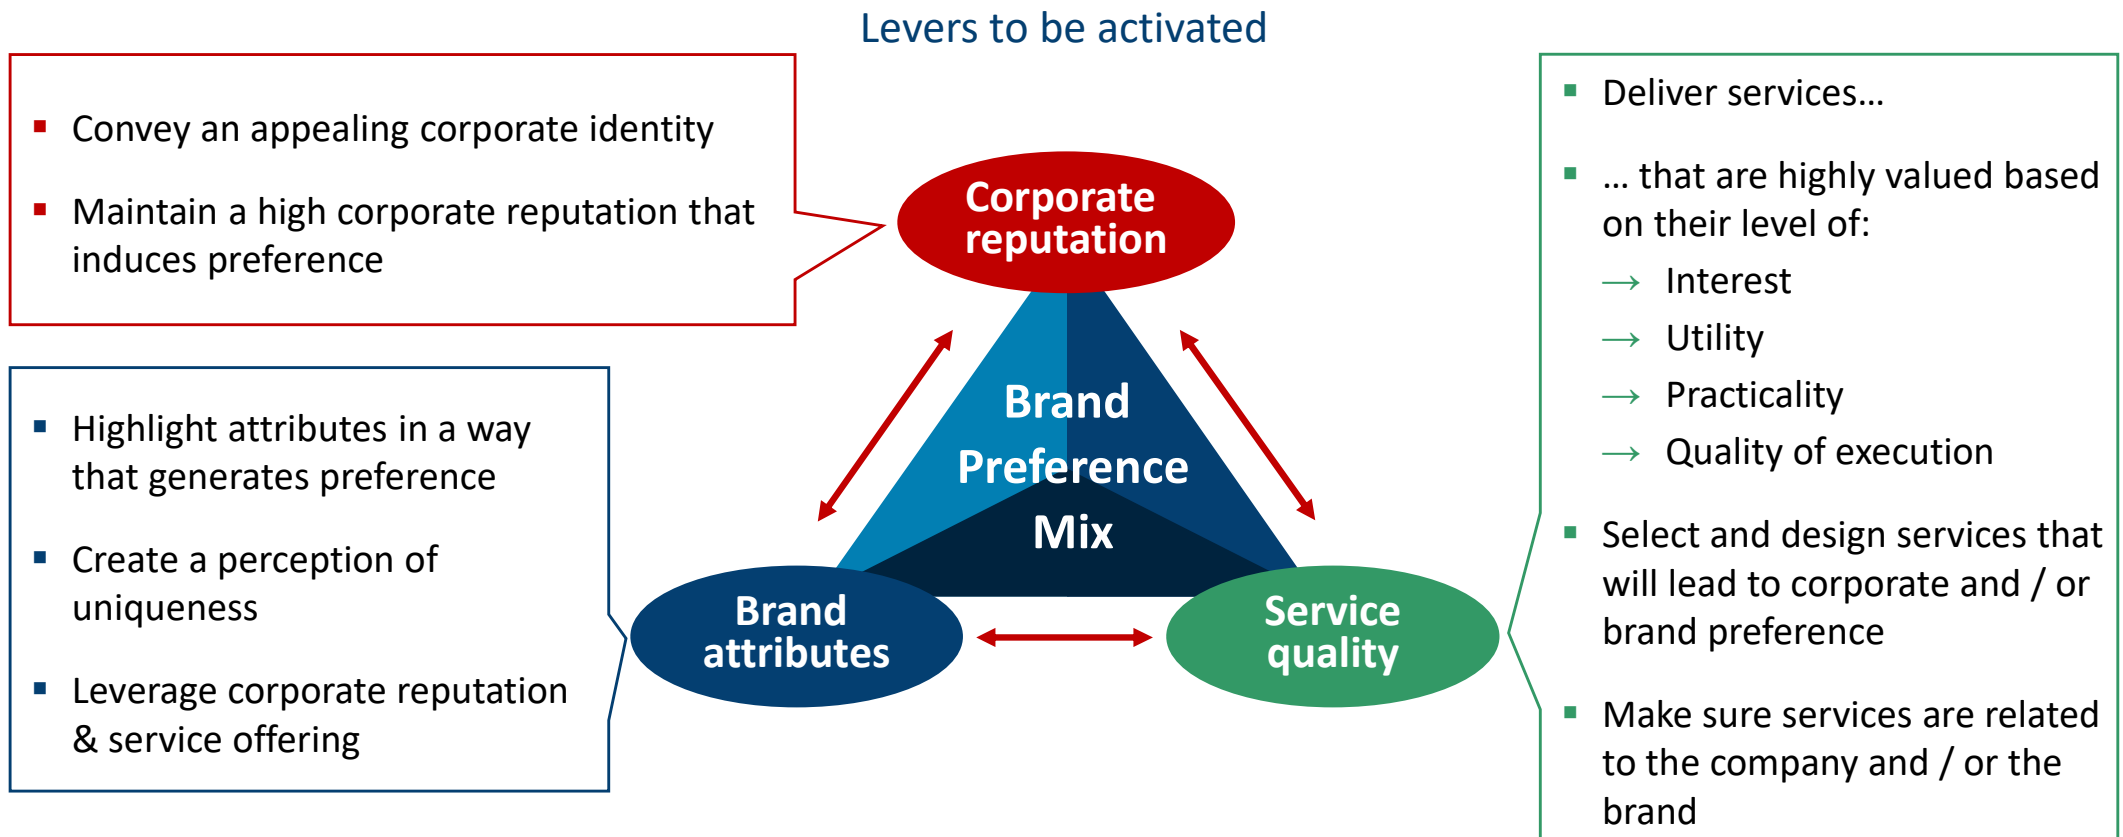 Levers to be activated
▪ Convey an appealing corporate identity
▪ Maintain a high corporate reputation that
induces preference
▪ Highlight attributes in a way
that generates preference
▪ Create a perception of
uniqueness
▪ Leverage corporate reputation
& service offering
Corporate
reputation
Brand
Preference
Mix
Brand
attributes
Service
quality
▪ Deliver services...
▪ ... that are highly valued based
on their level of:
→ Interest
→ Utility
→ Practicality
→ Quality of execution
▪ Select and design services that
will lead to corporate and / or
brand preference
▪ Make sure services are related
to the company and / or the
brand